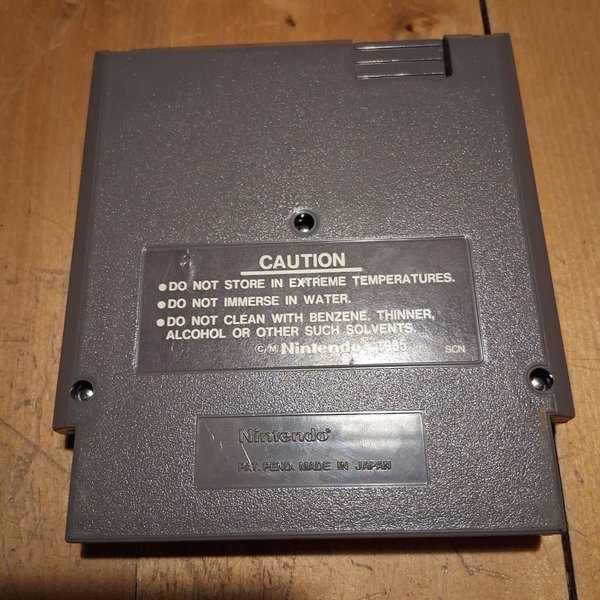 CAUTION
●DO NOT STORE IN EXTREME TEMPERATURES.
●DO NOT IMMERSE IN WATER.
●DO NOT CLEAN WITH BENZENE, THINNER,
ALCOHOL OR OTHER SUCH SOLVENTS.
C/M Nintendo® 1985 SCN
Nintendo®
PAT. PEND. MADE IN JAPAN